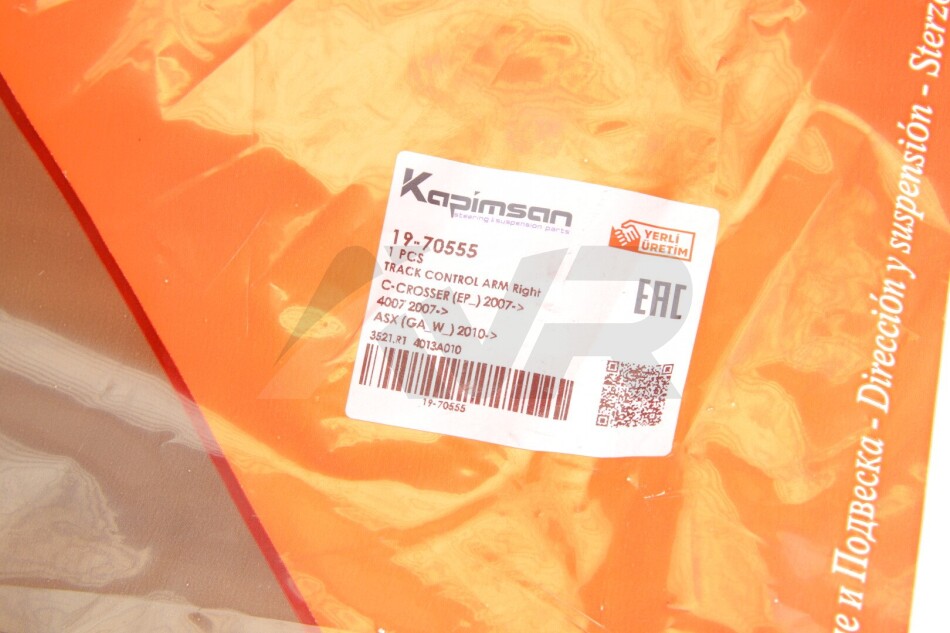 Kapimsan
steering & suspension parts
19-70555
1 PCS
TRACK CONTROL ARM Right
C-CROSSER (EP_) 2007->
4007 2007->
ASX (GA_W_) 2010->
3521.R1 4013A010
19-70555
YERLİ
ÜRETİM
EAC
AR
и Подвеска - Dirección y suspensión -